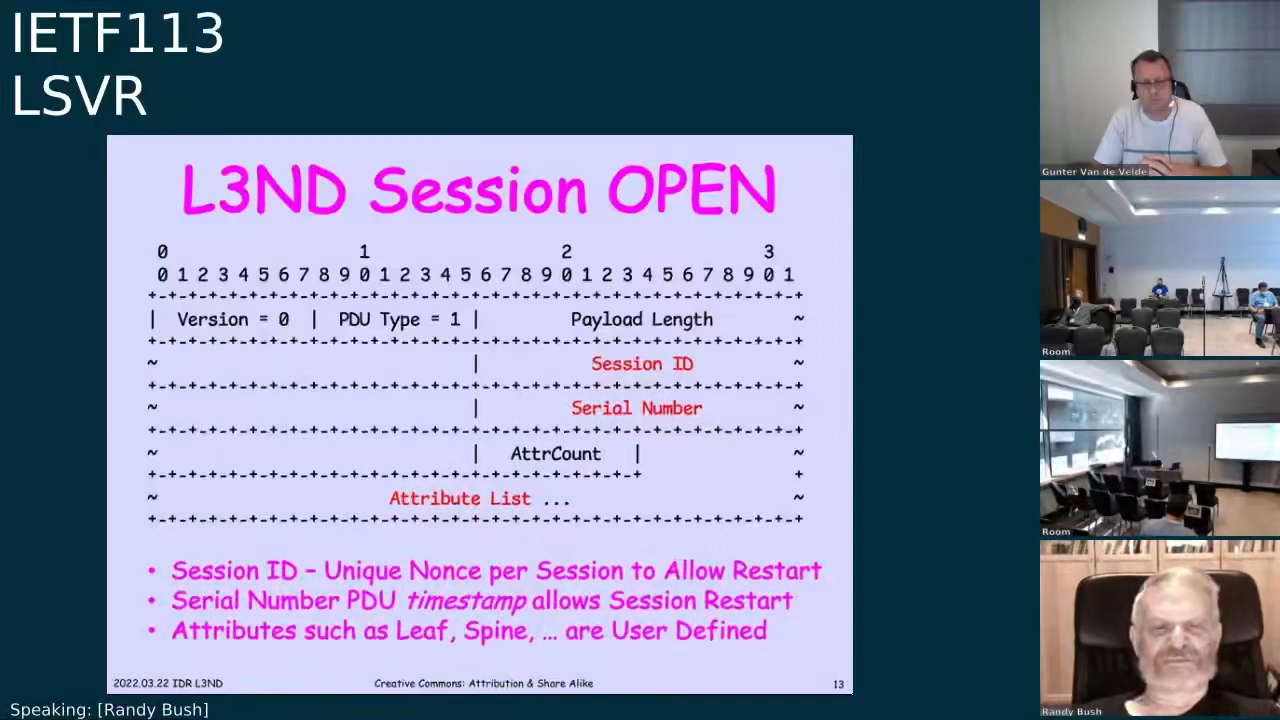 IETF113
LSVR
L3ND Session OPEN
0 1 2 3
0 1 2 3 4 5 6 7 8 9 0 1 2 3 4 5 6 7 8 9 0 1 2 3 4 5 6 7 8 9 0 1
+-+-+-+-+-+-+-+-+-+-+-+-+-+-+-+-+-+-+-+-+-+-+-+-+-+-+-+-+-+-+-+-+
| Version = 0 | PDU Type = 1 | Payload Length ~
+-+-+-+-+-+-+-+-+-+-+-+-+-+-+-+-+-+-+-+-+-+-+-+-+-+-+-+-+-+-+-+-+
~ | Session ID ~
+-+-+-+-+-+-+-+-+-+-+-+-+-+-+-+-+-+-+-+-+-+-+-+-+-+-+-+-+-+-+-+-+
~ | Serial Number ~
+-+-+-+-+-+-+-+-+-+-+-+-+-+-+-+-+-+-+-+-+-+-+-+-+-+-+-+-+-+-+-+-+
~ | AttrCount | ~
+-+-+-+-+-+-+-+-+-+-+-+-+-+-+-+-+-+-+-+-+-+-+-+-+ +
~ Attribute List ... ~
+-+-+-+-+-+-+-+-+-+-+-+-+-+-+-+-+-+-+-+-+-+-+-+-+-+-+-+-+-+-+-+-+
• Session ID – Unique Nonce per Session to Allow Restart
• Serial Number PDU timestamp allows Session Restart
• Attributes such as Leaf, Spine, ... are User Defined
2022.03.22 IDR L3ND Creative Commons: Attribution & Share Alike 13
Speaking: [Randy Bush]
Gunter Van de Velde
Room
Room
Randy Bush